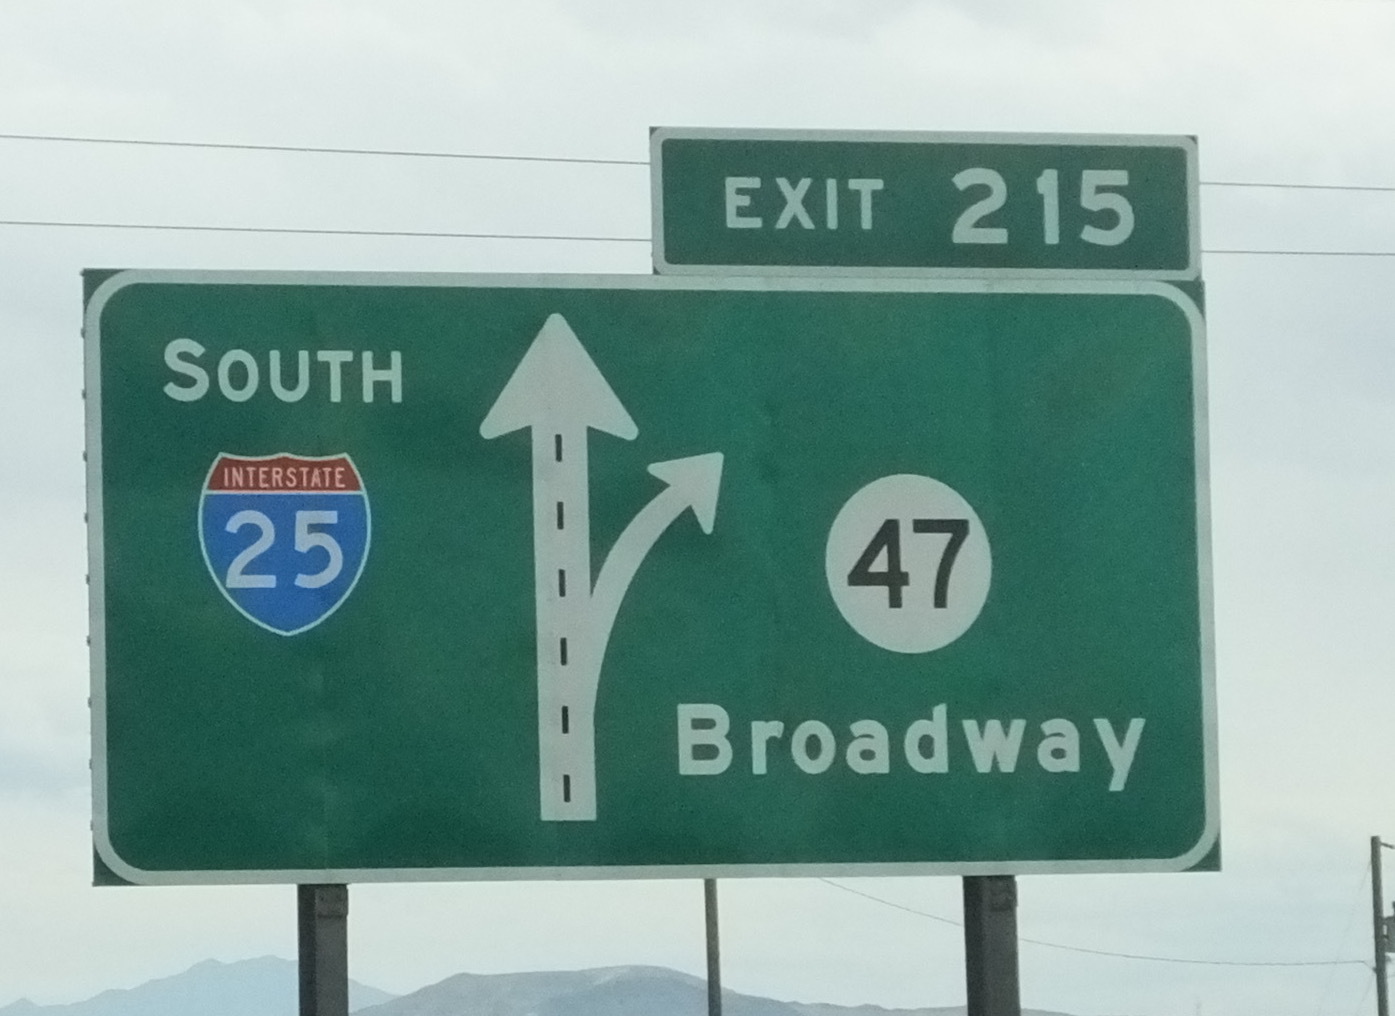 EXIT 215
SOUTH
INTERSTATE
25
47
Broadway